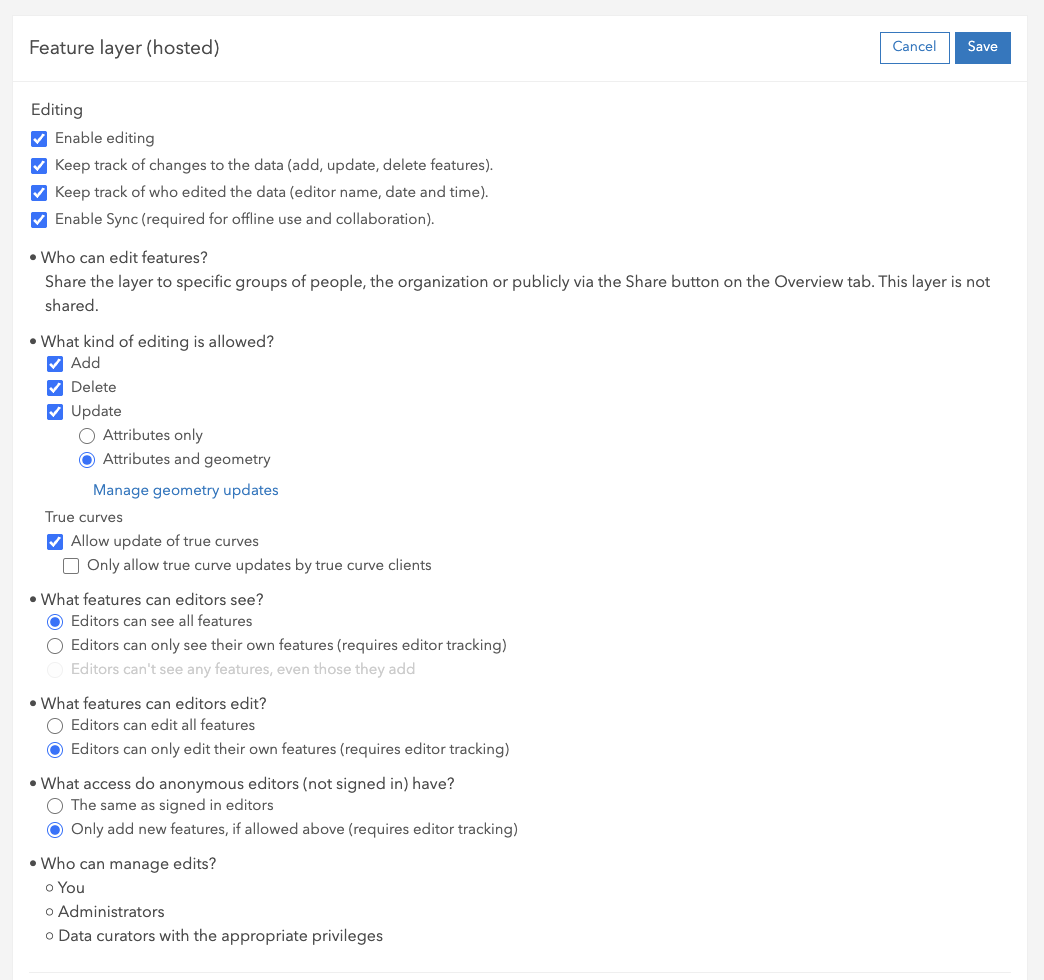 Feature layer (hosted)
Cancel
Save
Editing
Enable editing
Keep track of changes to the data (add, update, delete features).
Keep track of who edited the data (editor name, date and time).
Enable Sync (required for offline use and collaboration).
• Who can edit features?
Share the layer to specific groups of people, the organization or publicly via the Share button on the Overview tab. This layer is not
shared.
• What kind of editing is allowed?
Add
Delete
Update
Attributes only
Attributes and geometry
Manage geometry updates
True curves
Allow update of true curves
Only allow true curve updates by true curve clients
• What features can editors see?
Editors can see all features
Editors can only see their own features (requires editor tracking)
Editors can't see any features, even those they add
• What features can editors edit?
Editors can edit all features
Editors can only edit their own features (requires editor tracking)
• What access do anonymous editors (not signed in) have?
The same as signed in editors
Only add new features, if allowed above (requires editor tracking)
• Who can manage edits?
○ You
○ Administrators
○ Data curators with the appropriate privileges